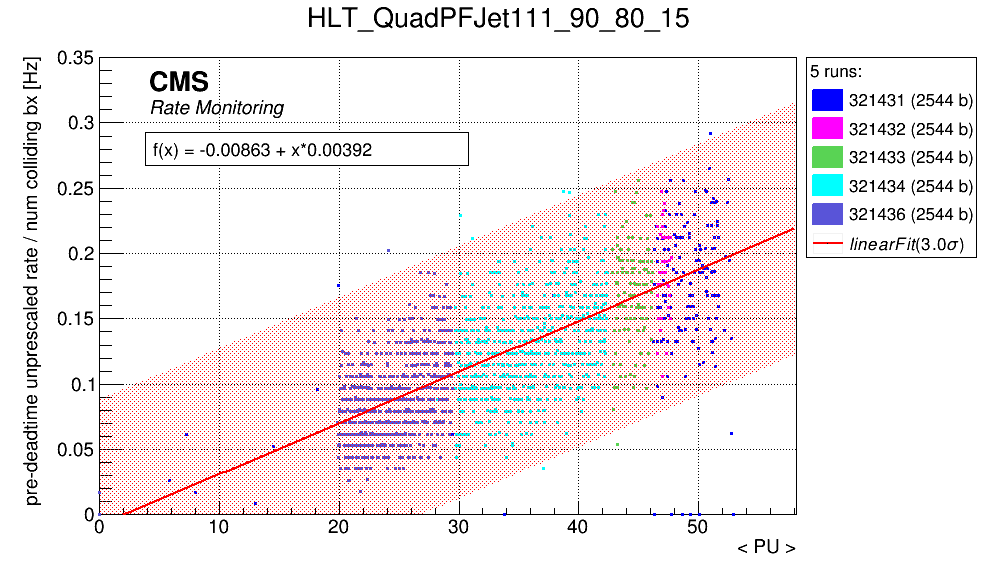 HLT_QuadPFJet111_90_80_15
pre-deadtime unprescaled rate / num colliding bx [Hz]
0.35
0.3
0.25
0.2
0.15
0.1
0.05
0
CMS
Rate Monitoring
f(x) = -0.00863 + x*0.00392
0 10 20 30 40 50
< PU >
5 runs:
321431 (2544 b)
321432 (2544 b)
321433 (2544 b)
321434 (2544 b)
321436 (2544 b)
linearFit(3.0σ)